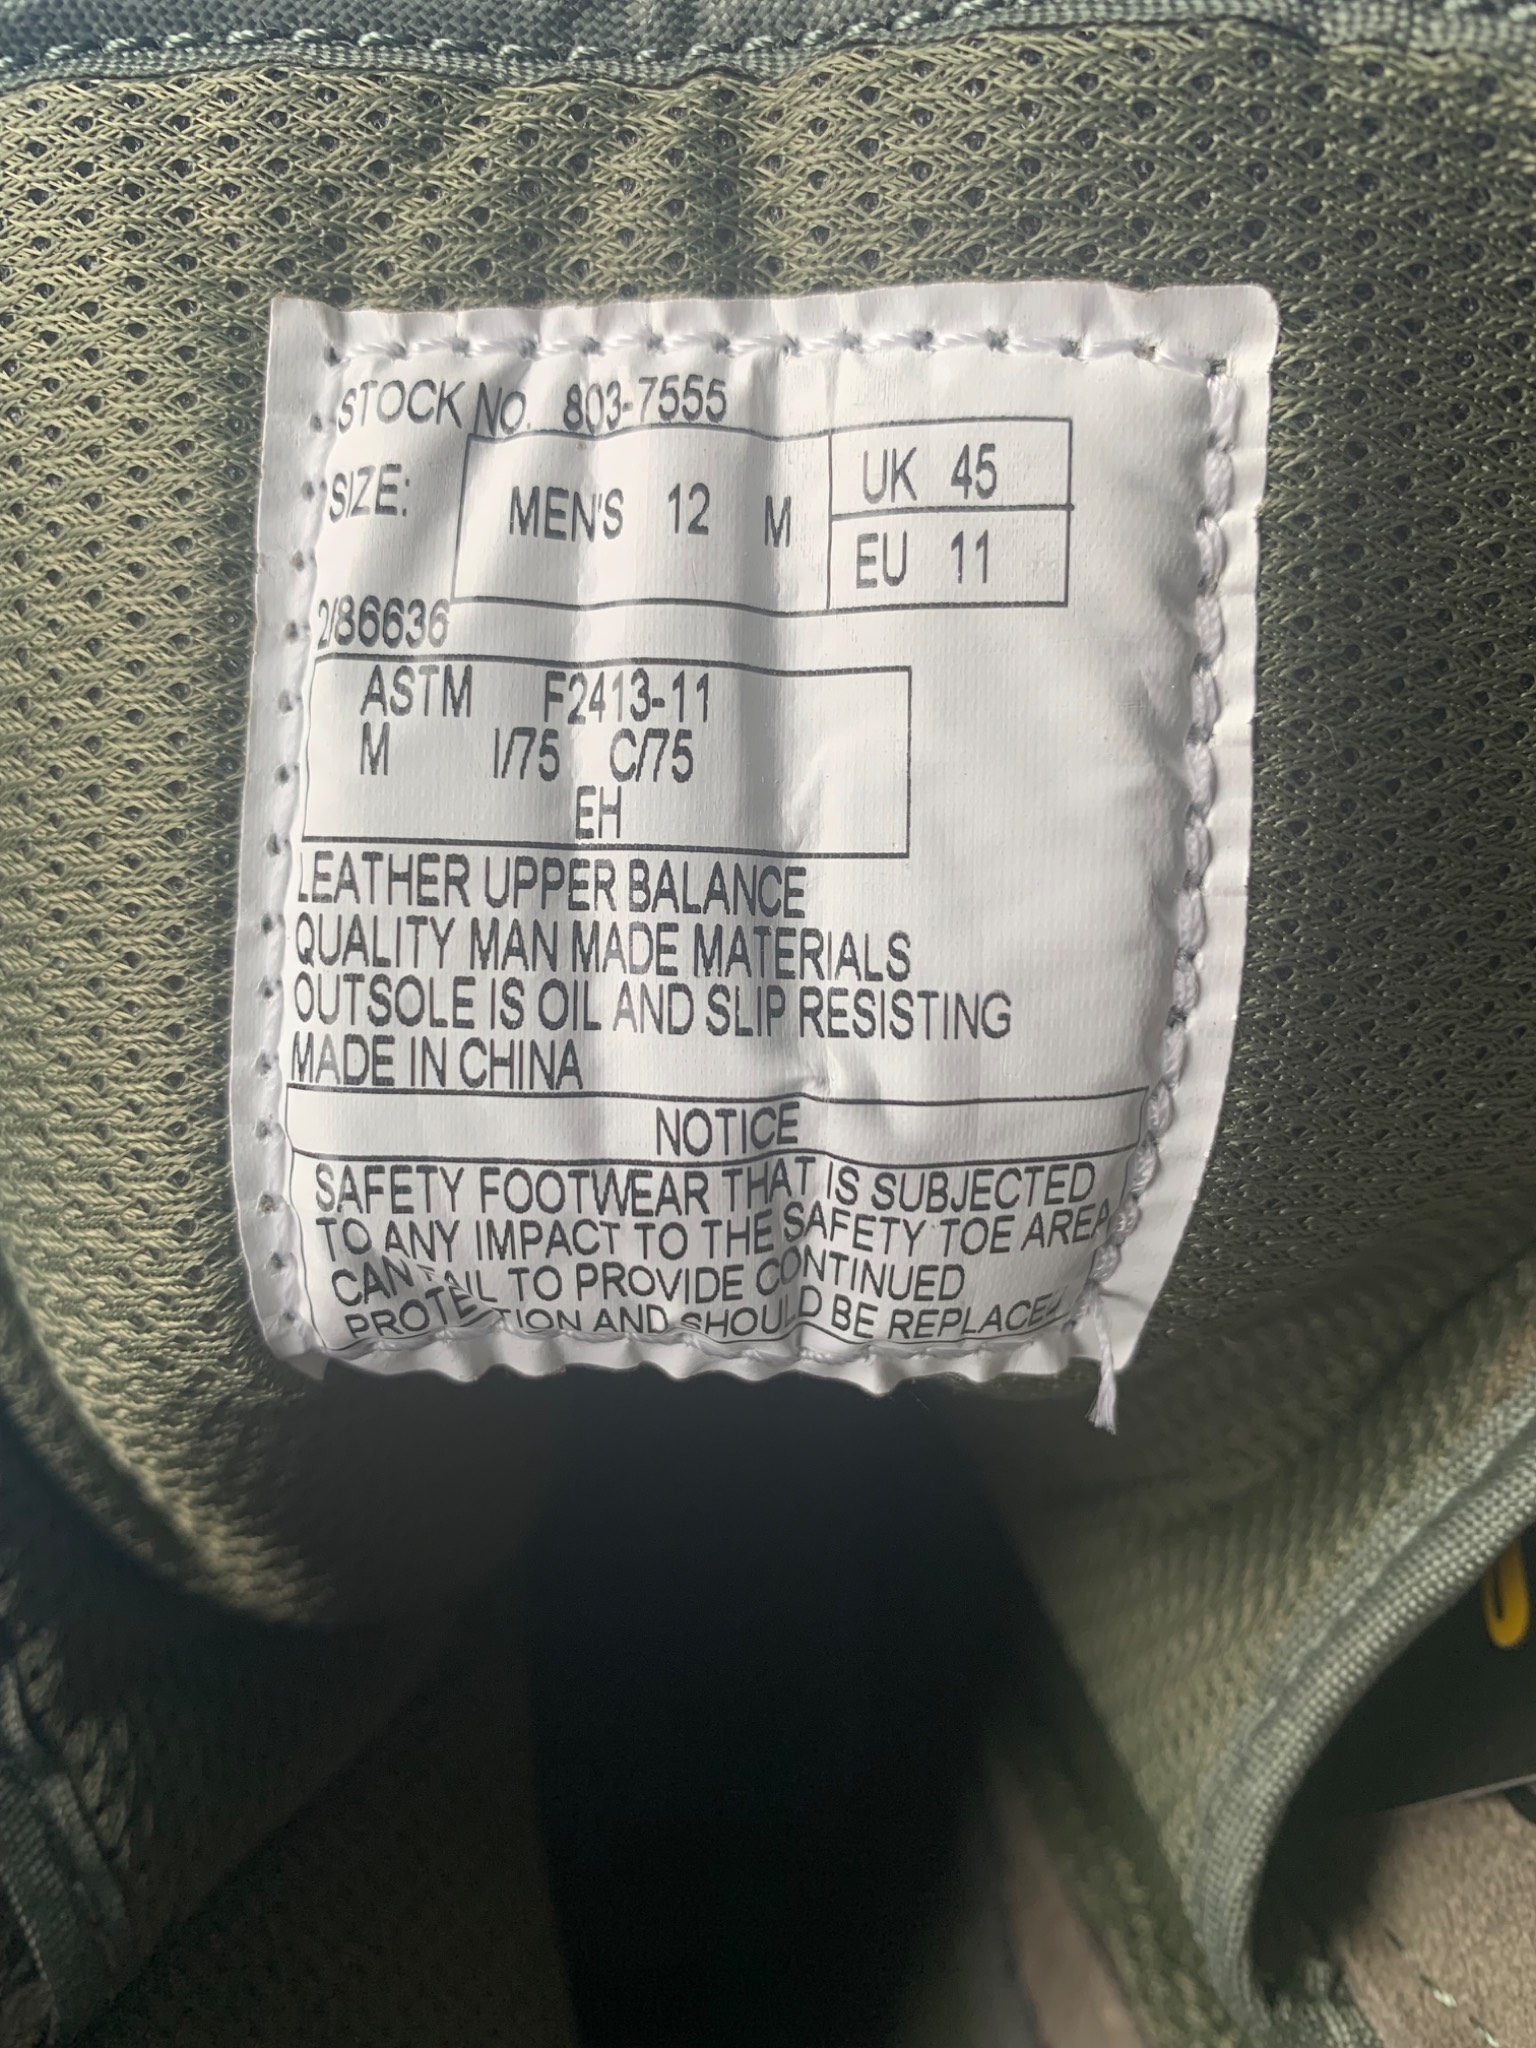 STOCK NO. 803-7555
SIZE: MEN'S 12 M UK 45
EU 11
2/86636
ASTM F2413-11
M I/75 C/75
EH
LEATHER UPPER BALANCE
QUALITY MAN MADE MATERIALS
OUTSOLE IS OIL AND SLIP RESISTING
MADE IN CHINA
NOTICE
SAFETY FOOTWEAR THAT IS SUBJECTED
TO ANY IMPACT TO THE SAFETY TOE AREA
CAN FAIL TO PROVIDE CONTINUED
PROTECTION AND SHOULD BE REPLACED